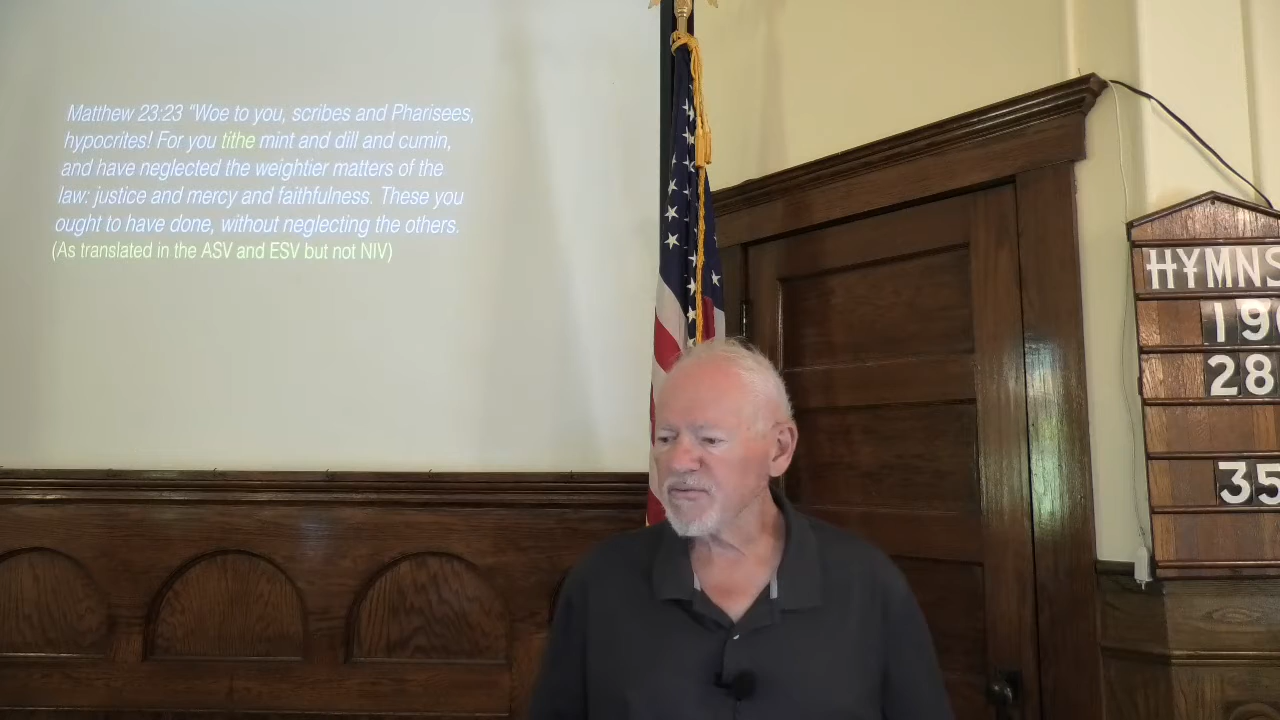 Matthew 23:23 “Woe to you, scribes and Pharisees,
hypocrites! For you tithe mint and dill and cumin,
and have neglected the weightier matters of the
law: justice and mercy and faithfulness. These you
ought to have done, without neglecting the others.
(As translated in the ASV and ESV but not NIV)
HYMNS
19
28
35